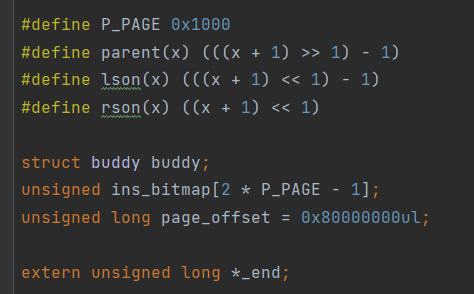 #define P_PAGE 0x1000
#define parent(x) (((x + 1) >> 1) - 1)
#define lson(x) (((x + 1) << 1) - 1)
#define rson(x) ((x + 1) << 1)
struct buddy buddy;
unsigned ins_bitmap[2 * P_PAGE - 1];
unsigned long page_offset = 0x80000000ul;
extern unsigned long *_end;